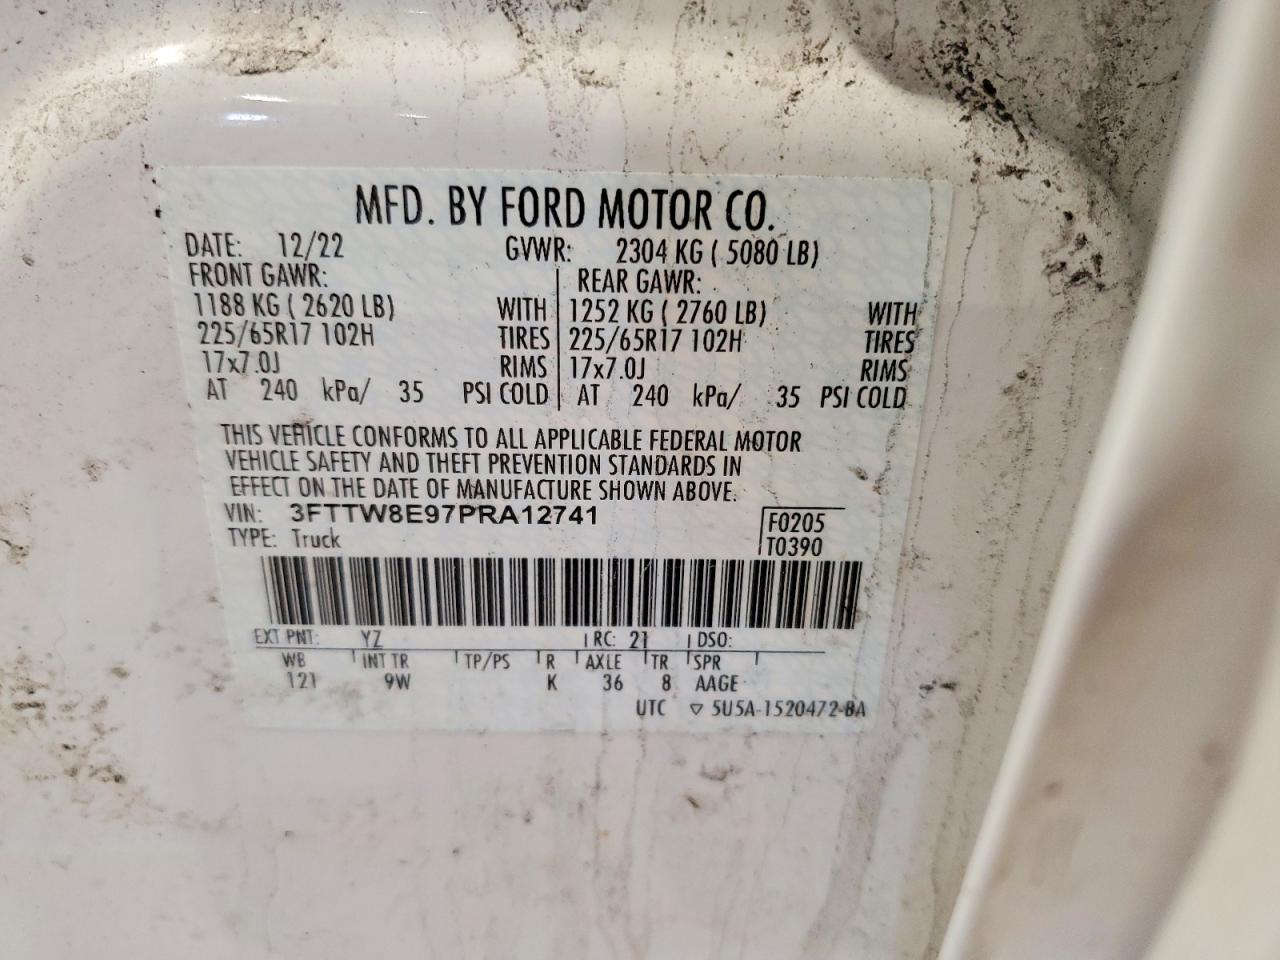 MFD. BY FORD MOTOR CO.
DATE: 12/22 GVWR: 2304 KG ( 5080 LB)
FRONT GAWR: REAR GAWR:
1188 KG ( 2620 LB) WITH 1252 KG ( 2760 LB) WITH
225/65R17 102H TIRES 225/65R17 102H TIRES
17x7.0J RIMS 17x7.0J RIMS
AT 240 kPa/ 35 PSI COLD AT 240 kPa/ 35 PSI COLD
THIS VEHICLE CONFORMS TO ALL APPLICABLE FEDERAL MOTOR
VEHICLE SAFETY AND THEFT PREVENTION STANDARDS IN
EFFECT ON THE DATE OF MANUFACTURE SHOWN ABOVE.
VIN: 3FTTW8E97PRA12741 F0205
TYPE: Truck T0390
EXT PNT: YZ RC: 21 DSO:
WB INT TR TP/PS R AXLE TR SPR
121 9W K 36 8 AAGE
UTC ▽ 5U5A-1520472-BA